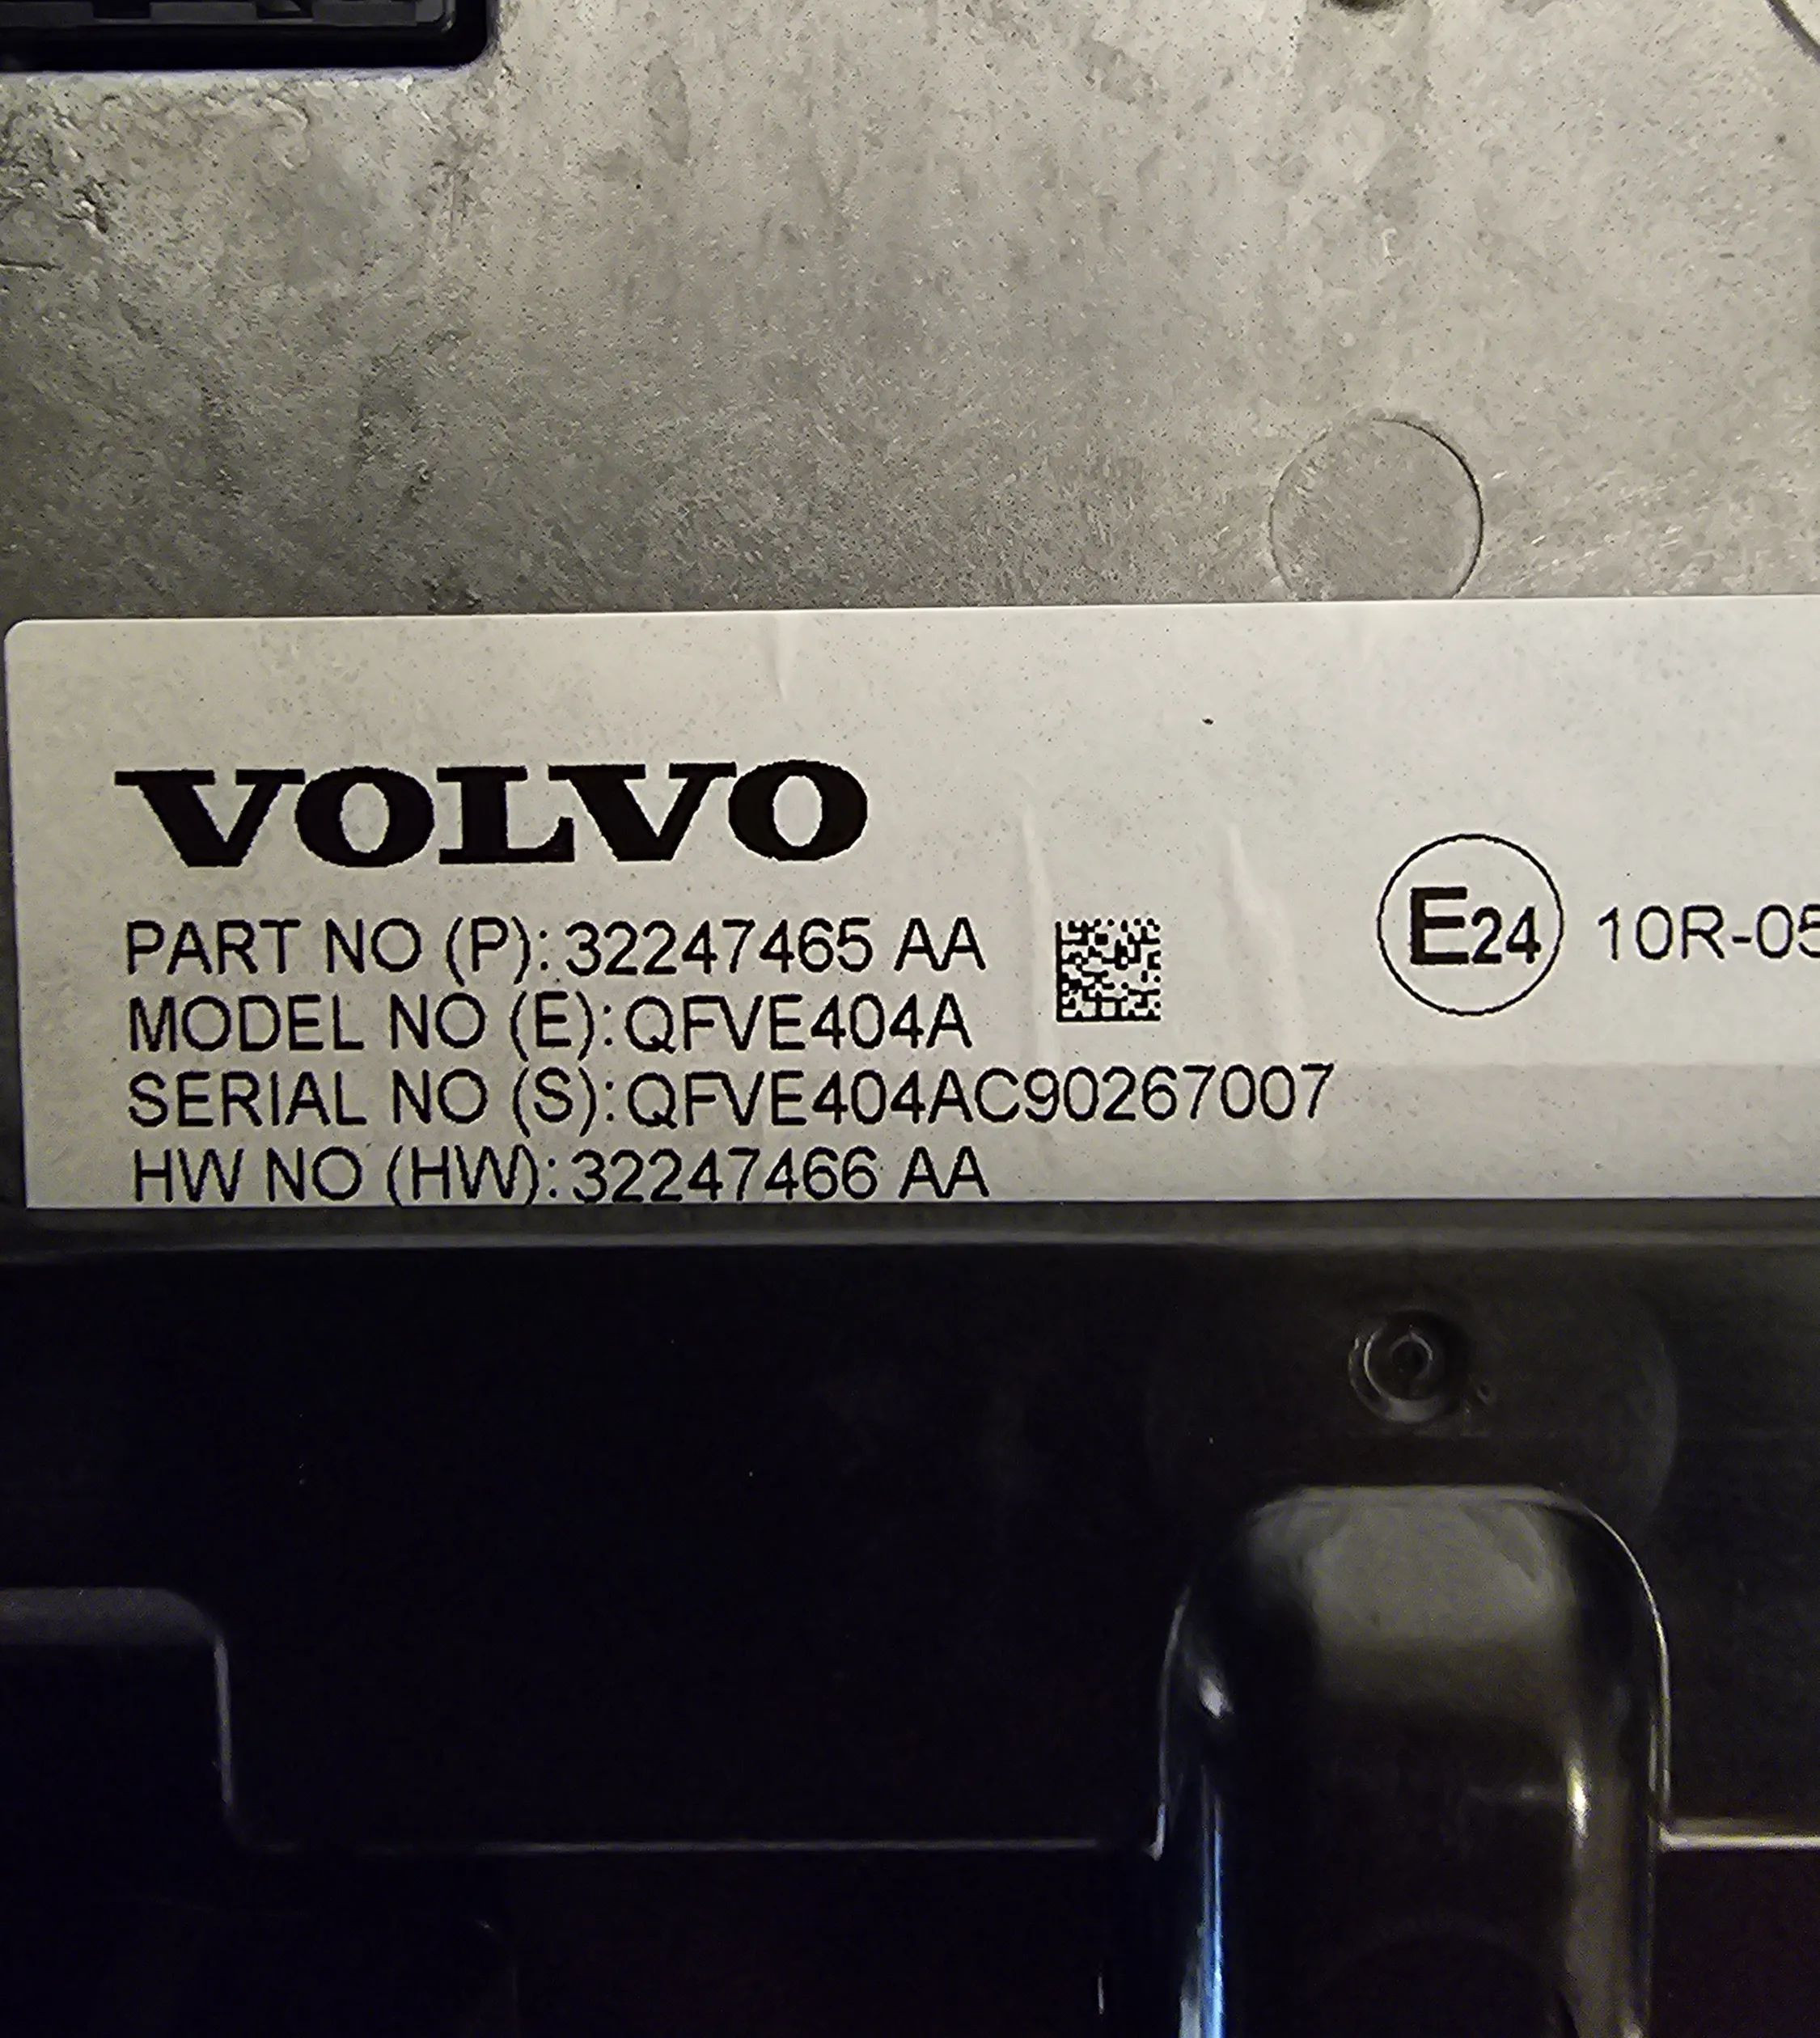 VOLVO
PART NO (P): 32247465 AA
MODEL NO (E): QFVE404A
SERIAL NO (S): QFVE404AC90267007
HW NO (HW): 32247466 AA
E24 10R-05